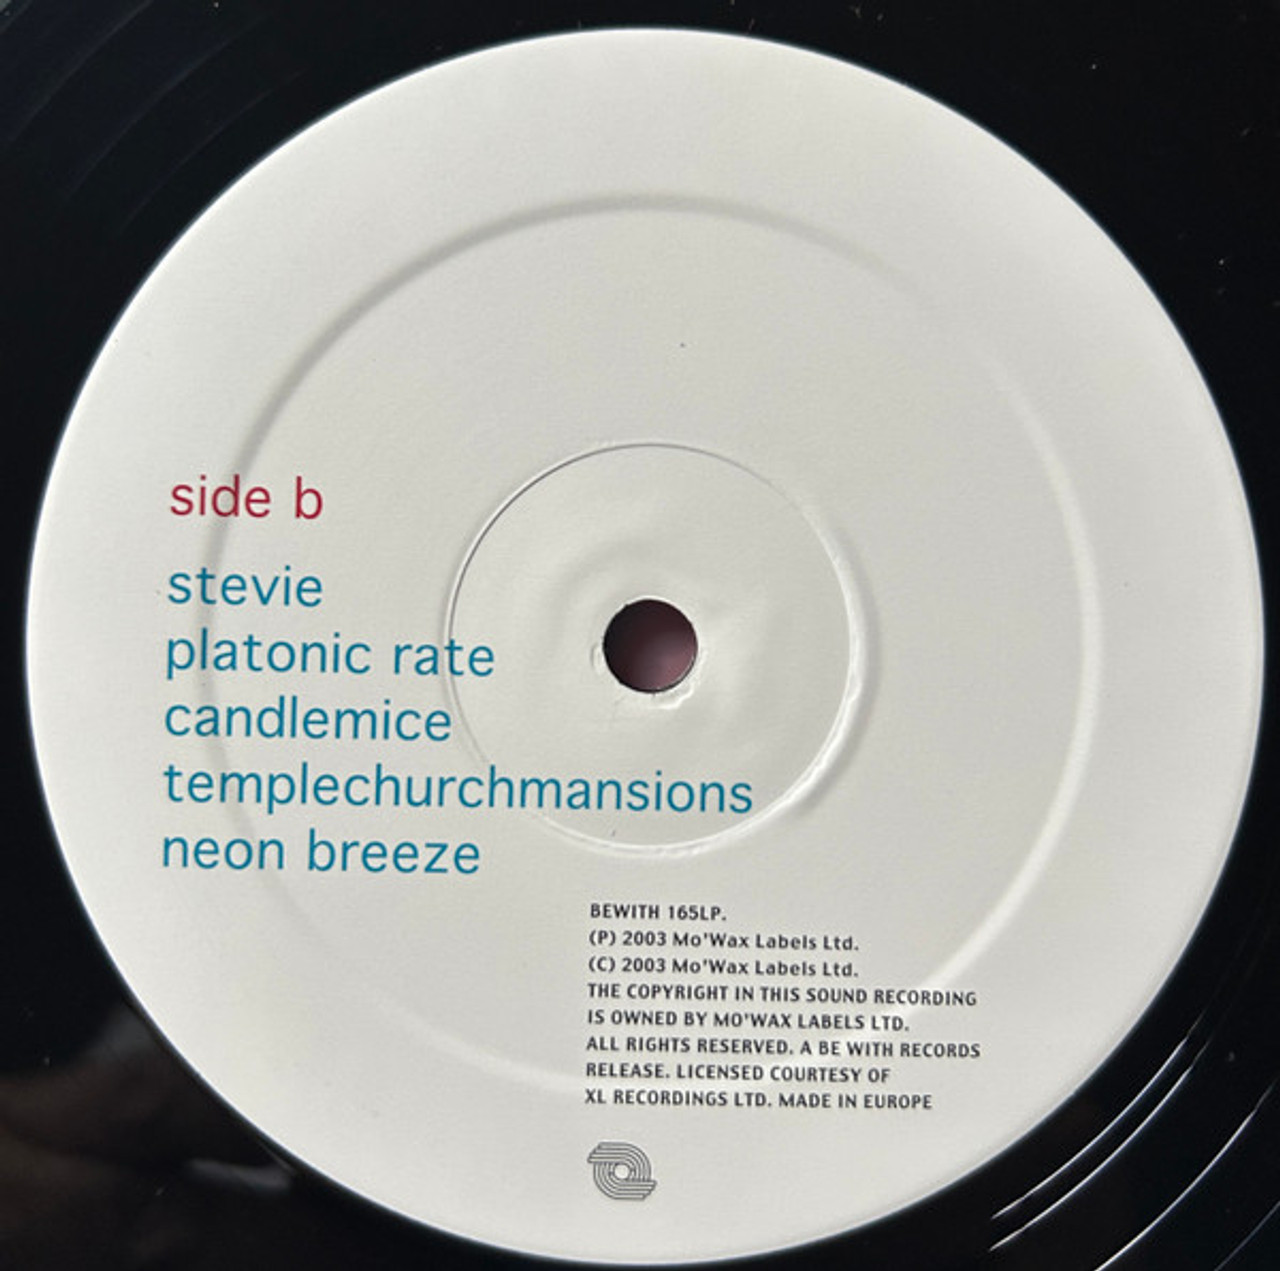 side b
stevie
platonic rate
candlemice
templechurchmansions
neon breeze
BEWITH 165LP.
(P) 2003 Mo'Wax Labels Ltd.
(C) 2003 Mo'Wax Labels Ltd.
THE COPYRIGHT IN THIS SOUND RECORDING
IS OWNED BY MO'WAX LABELS LTD.
ALL RIGHTS RESERVED. A BE WITH RECORDS
RELEASE. LICENSED COURTESY OF
XL RECORDINGS LTD. MADE IN EUROPE